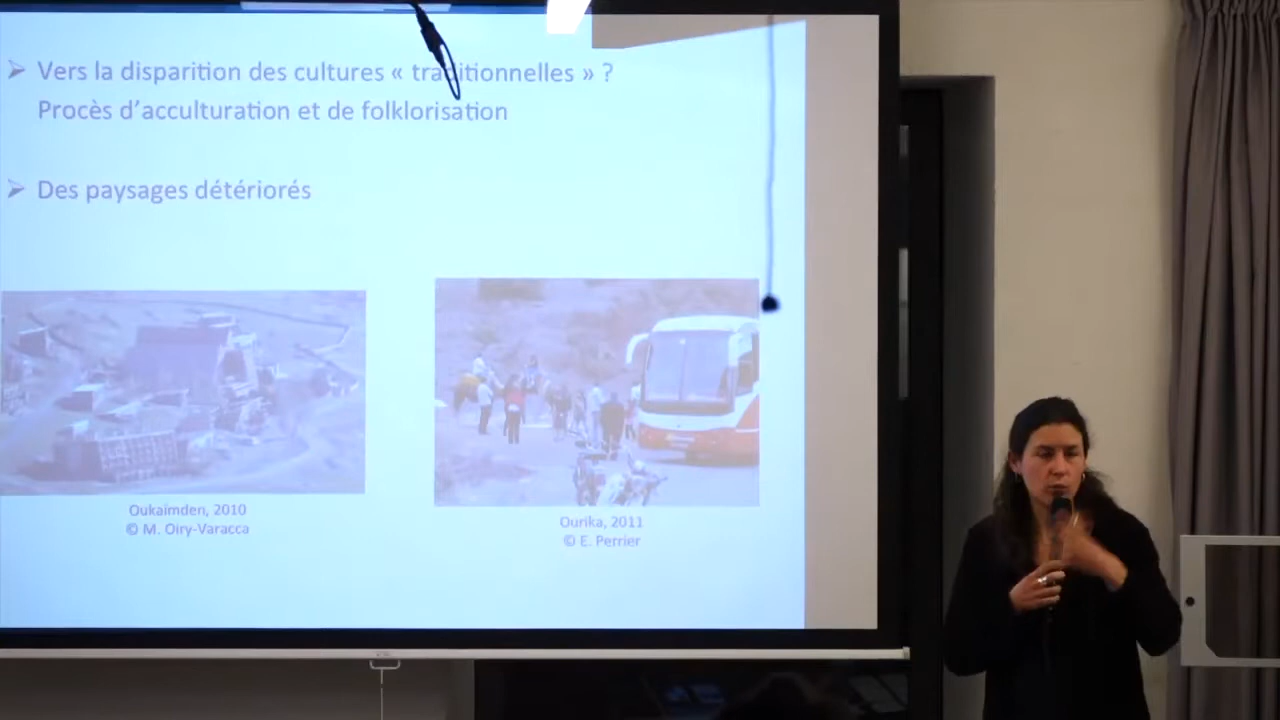 ➢ Vers la disparition des cultures « traditionnelles » ?
Procès d’acculturation et de folklorisation
➢ Des paysages détériorés
Oukaïmden, 2010
© M. Oiry-Varacca
Ourika, 2011
© E. Perrier